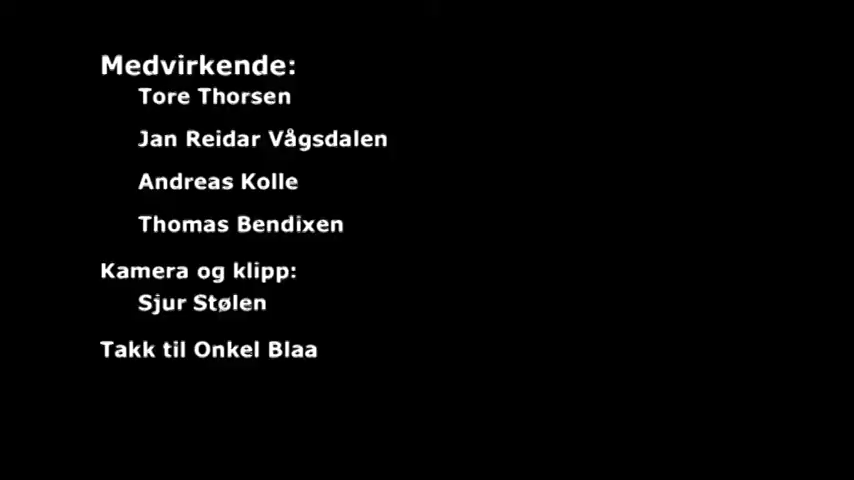 Medvirkende:
Tore Thorsen
Jan Reidar Vågsdalen
Andreas Kolle
Thomas Bendixen
Kamera og klipp:
Sjur Stølen
Takk til Onkel Blaa